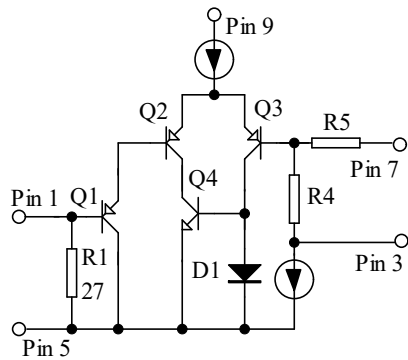 Pin 9
Q2
Q3
R5
Pin 7
Q1
Q4
Pin 1
R4
R1
27
D1
Pin 3
Pin 5